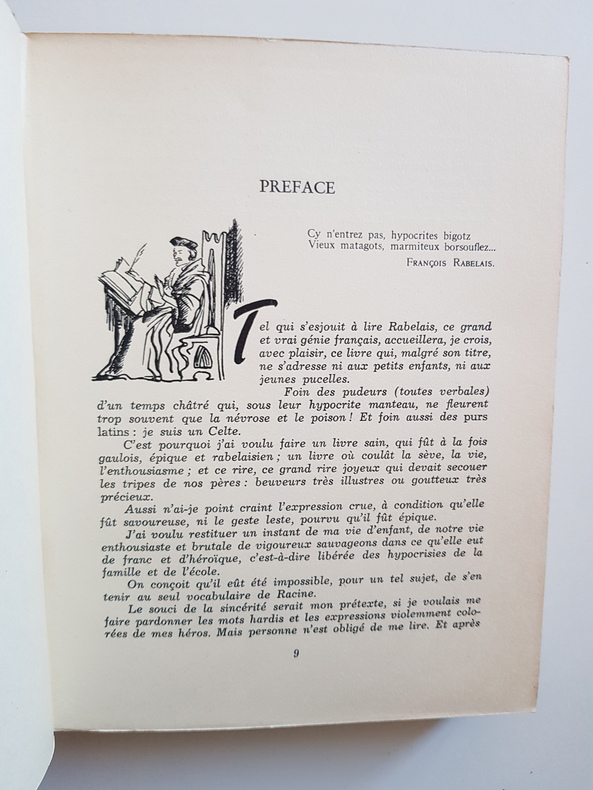 PREFACE
Cy n'entrez pas, hypocrites bigotz
Vieux matagots, marmiteux borsouflez...
FRANÇOIS RABELAIS.
Tel qui s'esjouit à lire Rabelais, ce grand
et vrai génie français, accueillera, je crois,
avec plaisir, ce livre qui, malgré son titre,
ne s'adresse ni aux petits enfants, ni aux
jeunes pucelles.
Foin des pudeurs (toutes verbales)
d'un temps châtré qui, sous leur hypocrite manteau, ne fleurent
trop souvent que la névrose et le poison ! Et foin aussi des purs
latins : je suis un Celte.
C'est pourquoi j'ai voulu faire un livre sain, qui fût à la fois
gaulois, épique et rabelaisien ; un livre où coulât la sève, la vie,
l'enthousiasme ; et ce rire, ce grand rire joyeux qui devait secouer
les tripes de nos pères : beuveurs très illustres ou goutteux très
précieux.
Aussi n'ai-je point craint l'expression crue, à condition qu'elle
fût savoureuse, ni le geste leste, pourvu qu'il fût épique.
J'ai voulu restituer un instant de ma vie d'enfant, de notre vie
enthousiaste et brutale de vigoureux sauvageons dans ce qu'elle eut
de franc et d'héroïque, c'est-à-dire libérée des hypocrisies de la
famille et de l'école.
On conçoit qu'il eût été impossible, pour un tel sujet, de s'en
tenir au seul vocabulaire de Racine.
Le souci de la sincérité serait mon prétexte, si je voulais me
faire pardonner les mots hardis et les expressions violemment colo-
rées de mes héros. Mais personne n'est obligé de me lire. Et après
9